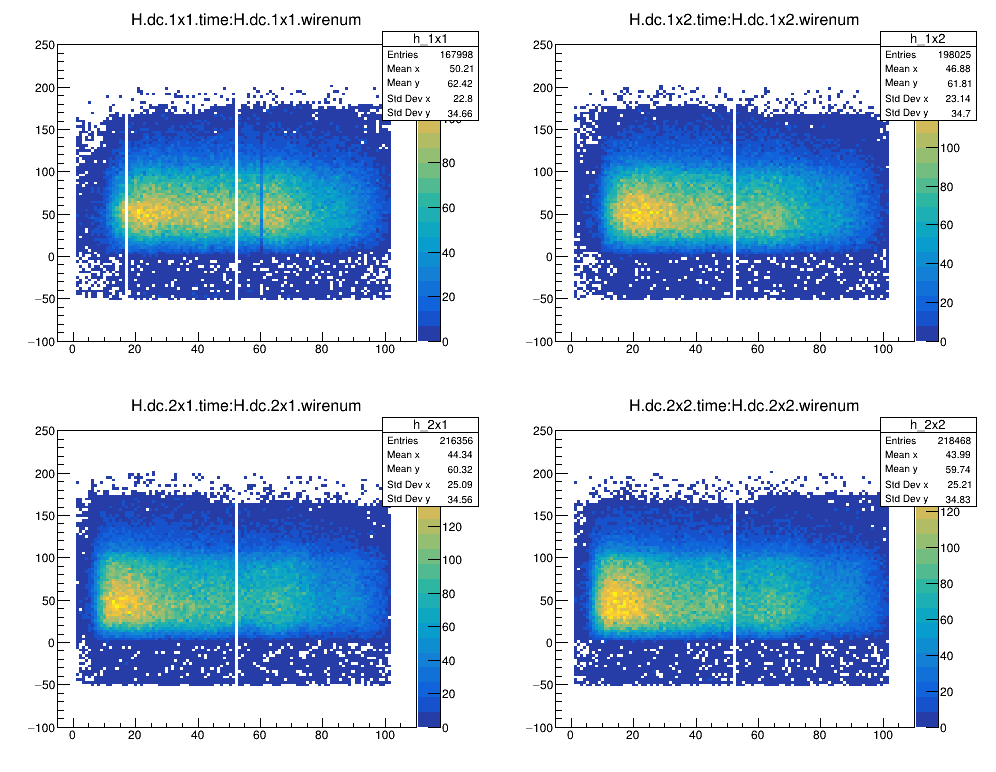 H.dc.1x1.time:H.dc.1x1.wirenum
h_1x1
Entries 167998
Mean x 50.21
Mean y 62.42
Std Dev x 22.8
Std Dev y 34.66
250
200
150
100
50
0
−50
−100
0 20 40 60 80 100
80
60
40
20
0
H.dc.1x2.time:H.dc.1x2.wirenum
h_1x2
Entries 198025
Mean x 46.88
Mean y 61.81
Std Dev x 23.14
Std Dev y 34.7
250
200
150
100
50
0
−50
−100
0 20 40 60 80 100
100
80
60
40
20
0
H.dc.2x1.time:H.dc.2x1.wirenum
h_2x1
Entries 216356
Mean x 44.34
Mean y 60.32
Std Dev x 25.09
Std Dev y 34.56
250
200
150
100
50
0
−50
−100
0 20 40 60 80 100
120
100
80
60
40
20
0
H.dc.2x2.time:H.dc.2x2.wirenum
h_2x2
Entries 218468
Mean x 43.99
Mean y 59.74
Std Dev x 25.21
Std Dev y 34.83
250
200
150
100
50
0
−50
−100
0 20 40 60 80 100
120
100
80
60
40
20
0